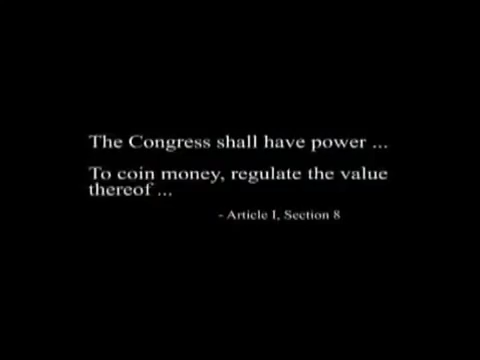 The Congress shall have power ...
To coin money, regulate the value
thereof ...
- Article I, Section 8